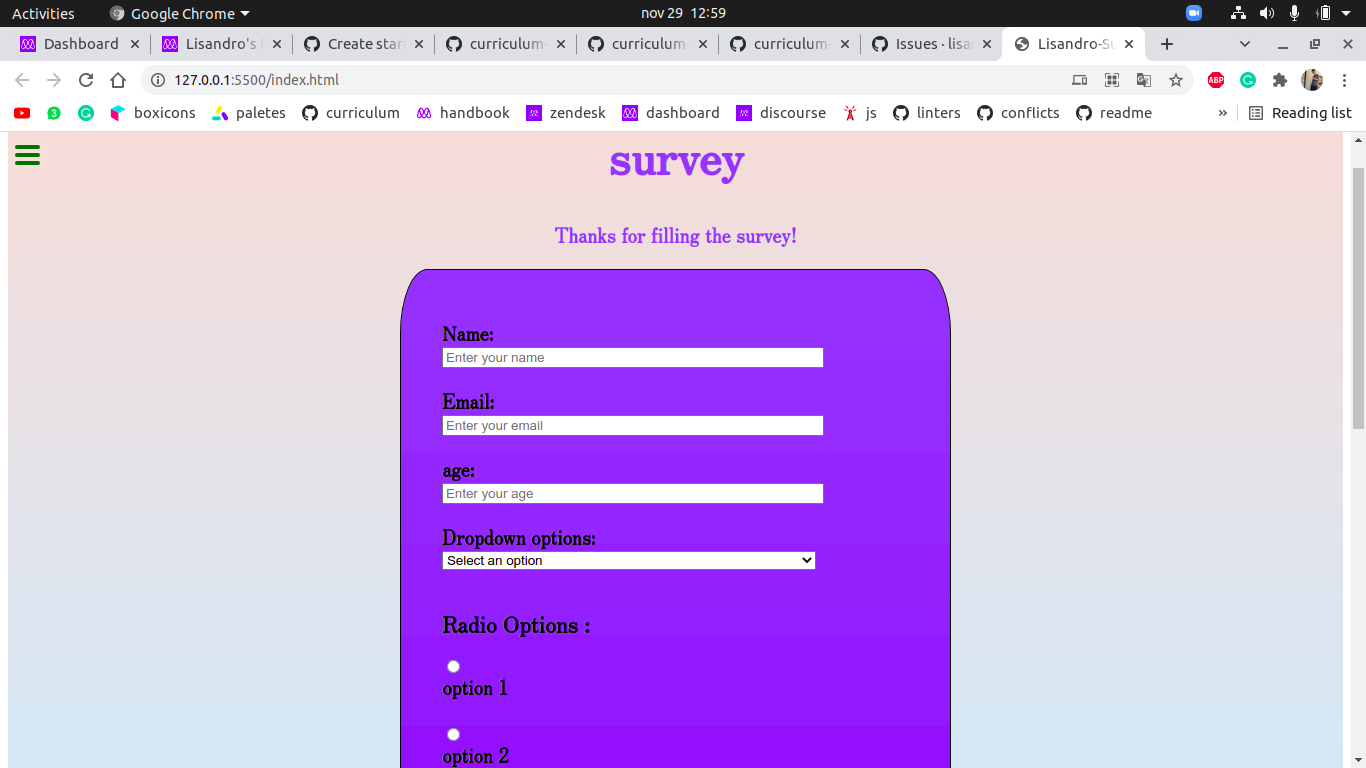 Activities Google Chrome nov 29 12:59
Dashboard Lisandro's Create star curriculum- curriculum- curriculum- Issues · lisan Lisandro-Su
127.0.0.1:5500/index.html ABP
boxicons paletes curriculum handbook zendesk dashboard discourse js linters conflicts readme » Reading list
survey
Thanks for filling the survey!
Name:
Enter your name
Email:
Enter your email
age:
Enter your age
Dropdown options:
Select an option
Radio Options :
option 1
option 2